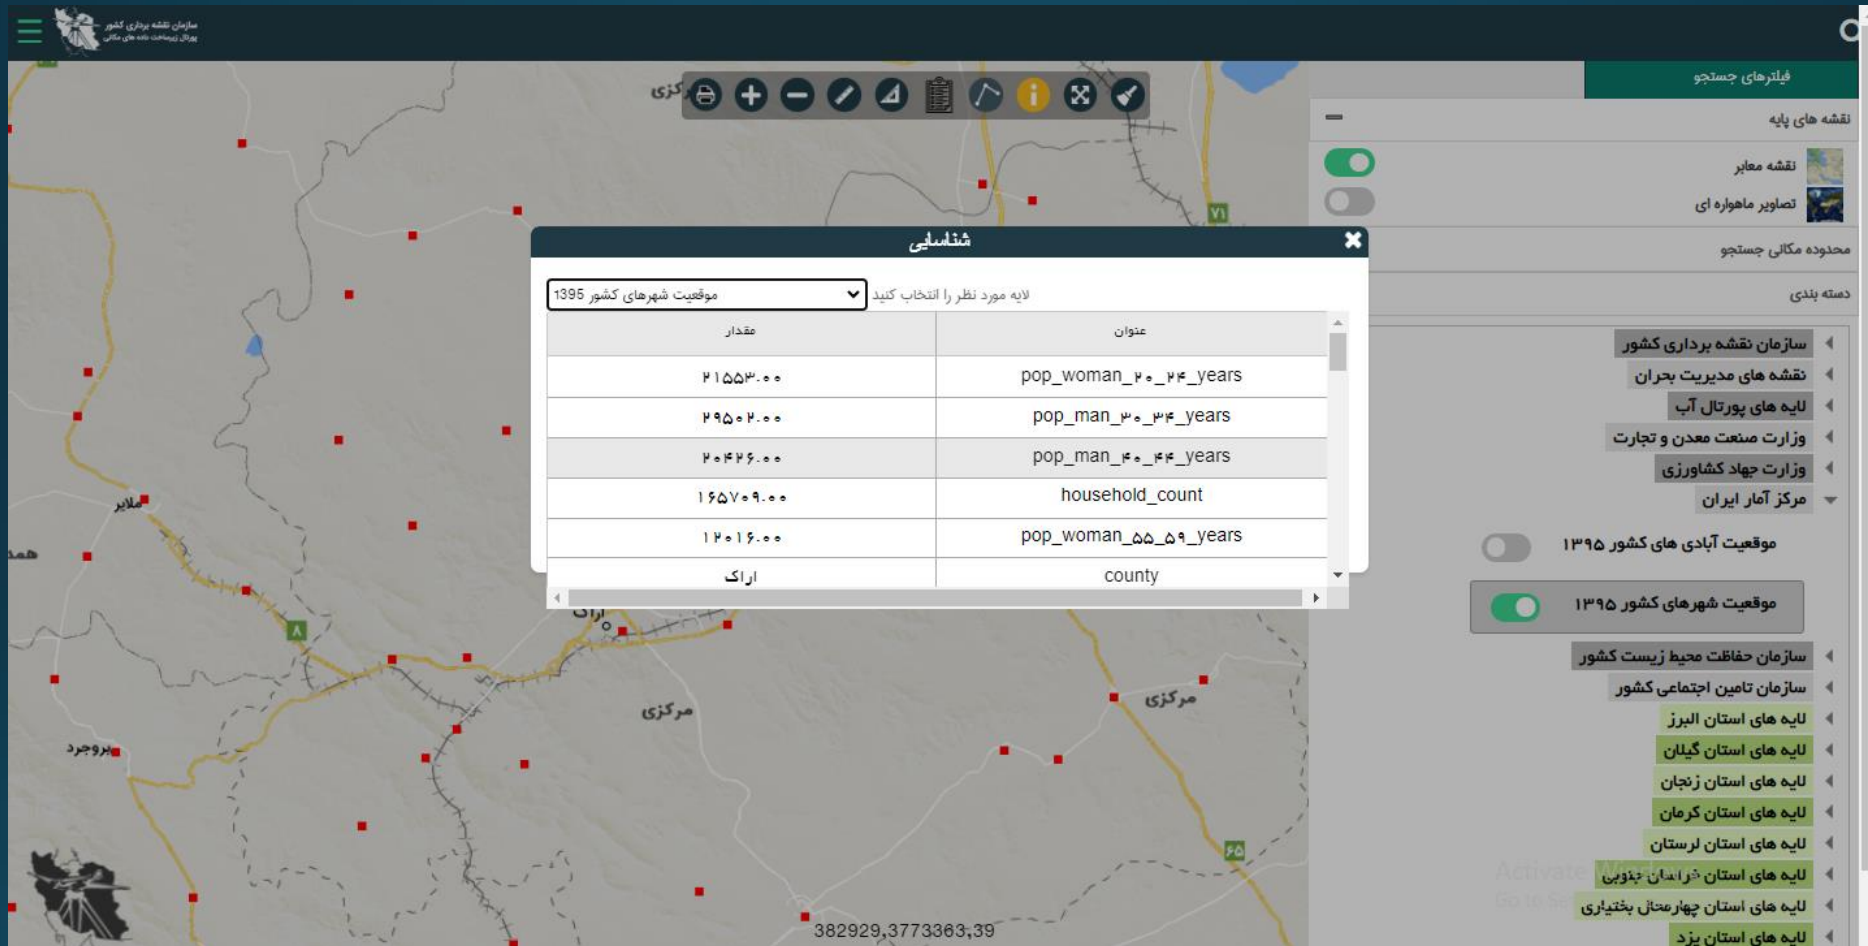 سازمان نقشه برداری کشور
پورتال زیرساخت داده های مکانی
فیلترهای جستجو
نقشه های پایه
نقشه معابر
تصاویر ماهواره ای
محدوده مکانی جستجو
دسته بندی
سازمان نقشه برداری کشور
نقشه های مدیریت بحران
لایه های پورتال آب
وزارت صنعت معدن و تجارت
وزارت جهاد کشاورزی
مرکز آمار ایران
موقعیت آبادی های کشور ۱۳۹۵
موقعیت شهرهای کشور ۱۳۹۵
سازمان حفاظت محیط زیست کشور
سازمان تامین اجتماعی کشور
لایه های استان البرز
لایه های استان گیلان
لایه های استان زنجان
لایه های استان کرمان
لایه های استان لرستان
لایه های استان خراسان جنوبی
لایه های استان چهارمحال بختیاری
لایه های استان یزد
Activate Windows
شناسایی
لایه مورد نظر را انتخاب کنید
موقعیت شهرهای کشور 1395
عنوان مقدار
pop_woman_۲۰_۲۴_years ۲۱۵۵۳.۰۰
pop_man_۳۰_۳۴_years ۲۹۵۰۲.۰۰
pop_man_۴۰_۴۴_years ۲۰۴۲۶.۰۰
household_count ۱۶۵۷۰۹.۰۰
pop_woman_۵۵_۵۹_years ۱۲۰۱۶.۰۰
county اراک
مرکزی
۷۱
ملایر
همد
۸
اراک
مرکزی
مرکزی
بروجرد
۶۵
382929,3773363,39